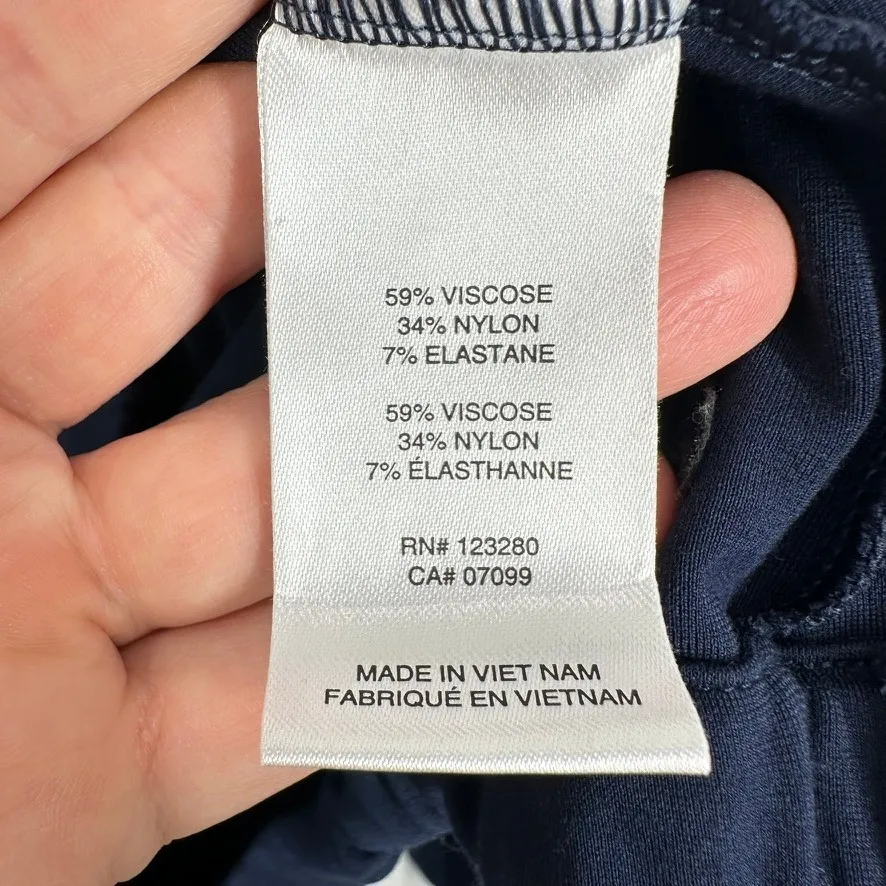 59% VISCOSE
34% NYLON
7% ELASTANE
59% VISCOSE
34% NYLON
7% ÉLASTHANNE
RN# 123280
CA# 07099
MADE IN VIET NAM
FABRIQUÉ EN VIETNAM